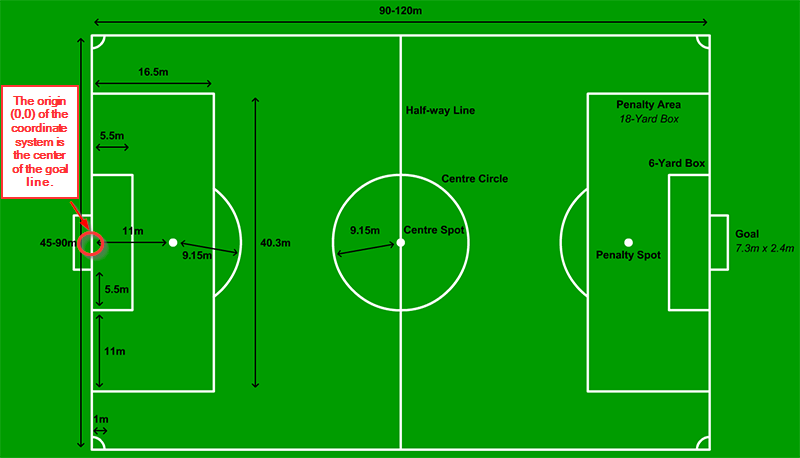 90-120m
16.5m
The origin
(0,0) of the
coordinate
system is
the center
of the goal
line.
Half-way Line
Penalty Area
18-Yard Box
5.5m
6-Yard Box
Centre Circle
11m
9.15m
Centre Spot
Goal
45-90m
40.3m
7.3m x 2.4m
9.15m
Penalty Spot
5.5m
11m
1m